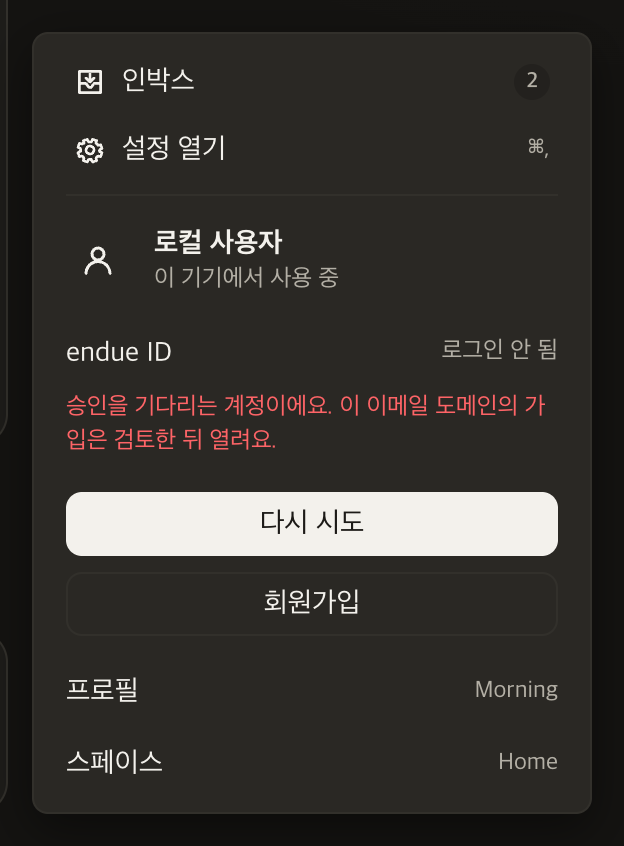 인박스
2
설정 열기
⌘,
로컬 사용자
이 기기에서 사용 중
endue ID
로그인 안 됨
승인을 기다리는 계정이에요. 이 이메일 도메인의 가
입은 검토한 뒤 열려요.
다시 시도
회원가입
프로필
Morning
스페이스
Home